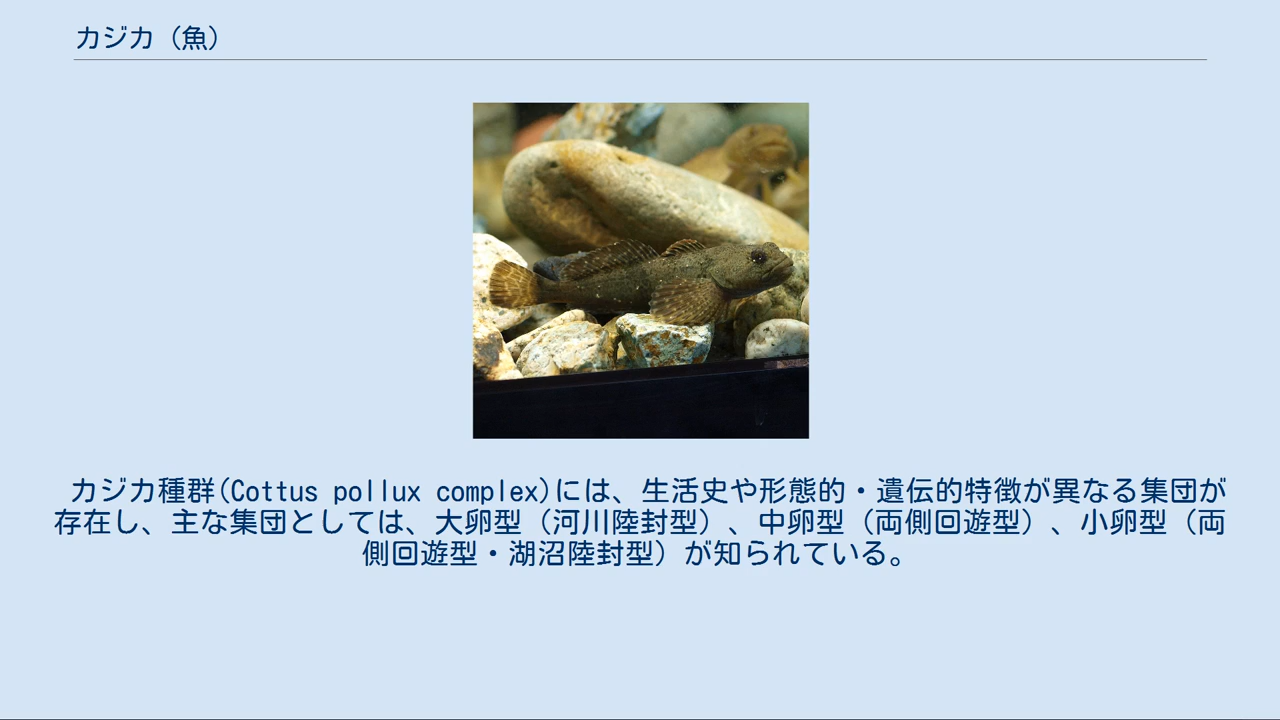 カジカ（魚）
カジカ種群(Cottus pollux complex)には、生活史や形態的・遺伝的特徴が異なる集団が
存在し、主な集団としては、大卵型（河川陸封型）、中卵型（両側回遊型）、小卵型（両
側回遊型・湖沼陸封型）が知られている。